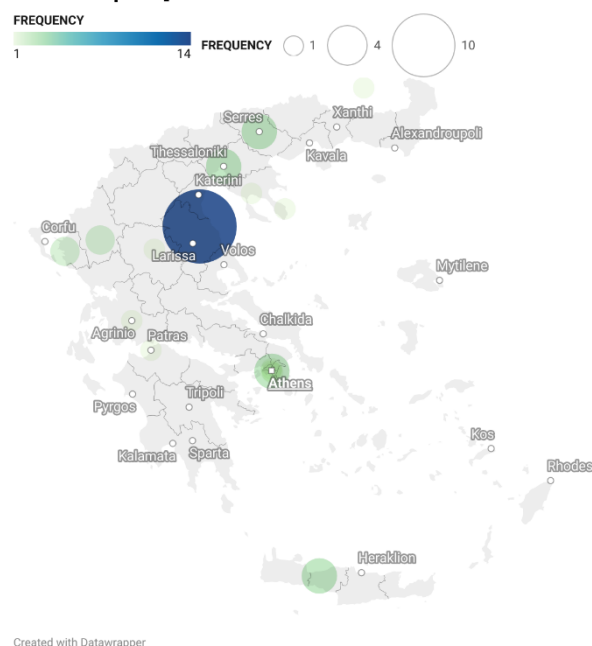 FREQUENCY
1 14
FREQUENCY 1 4 10
Serres
Xanthi
Alexandroupoli
Kavala
Thessaloniki
Katerini
Corfu
Larissa
Volos
Mytilene
Chalkida
Agrinio
Patras
Athens
Pyrgos
Tripoli
Kos
Kalamata
Sparta
Rhodes
Heraklion
Created with Datawrapper